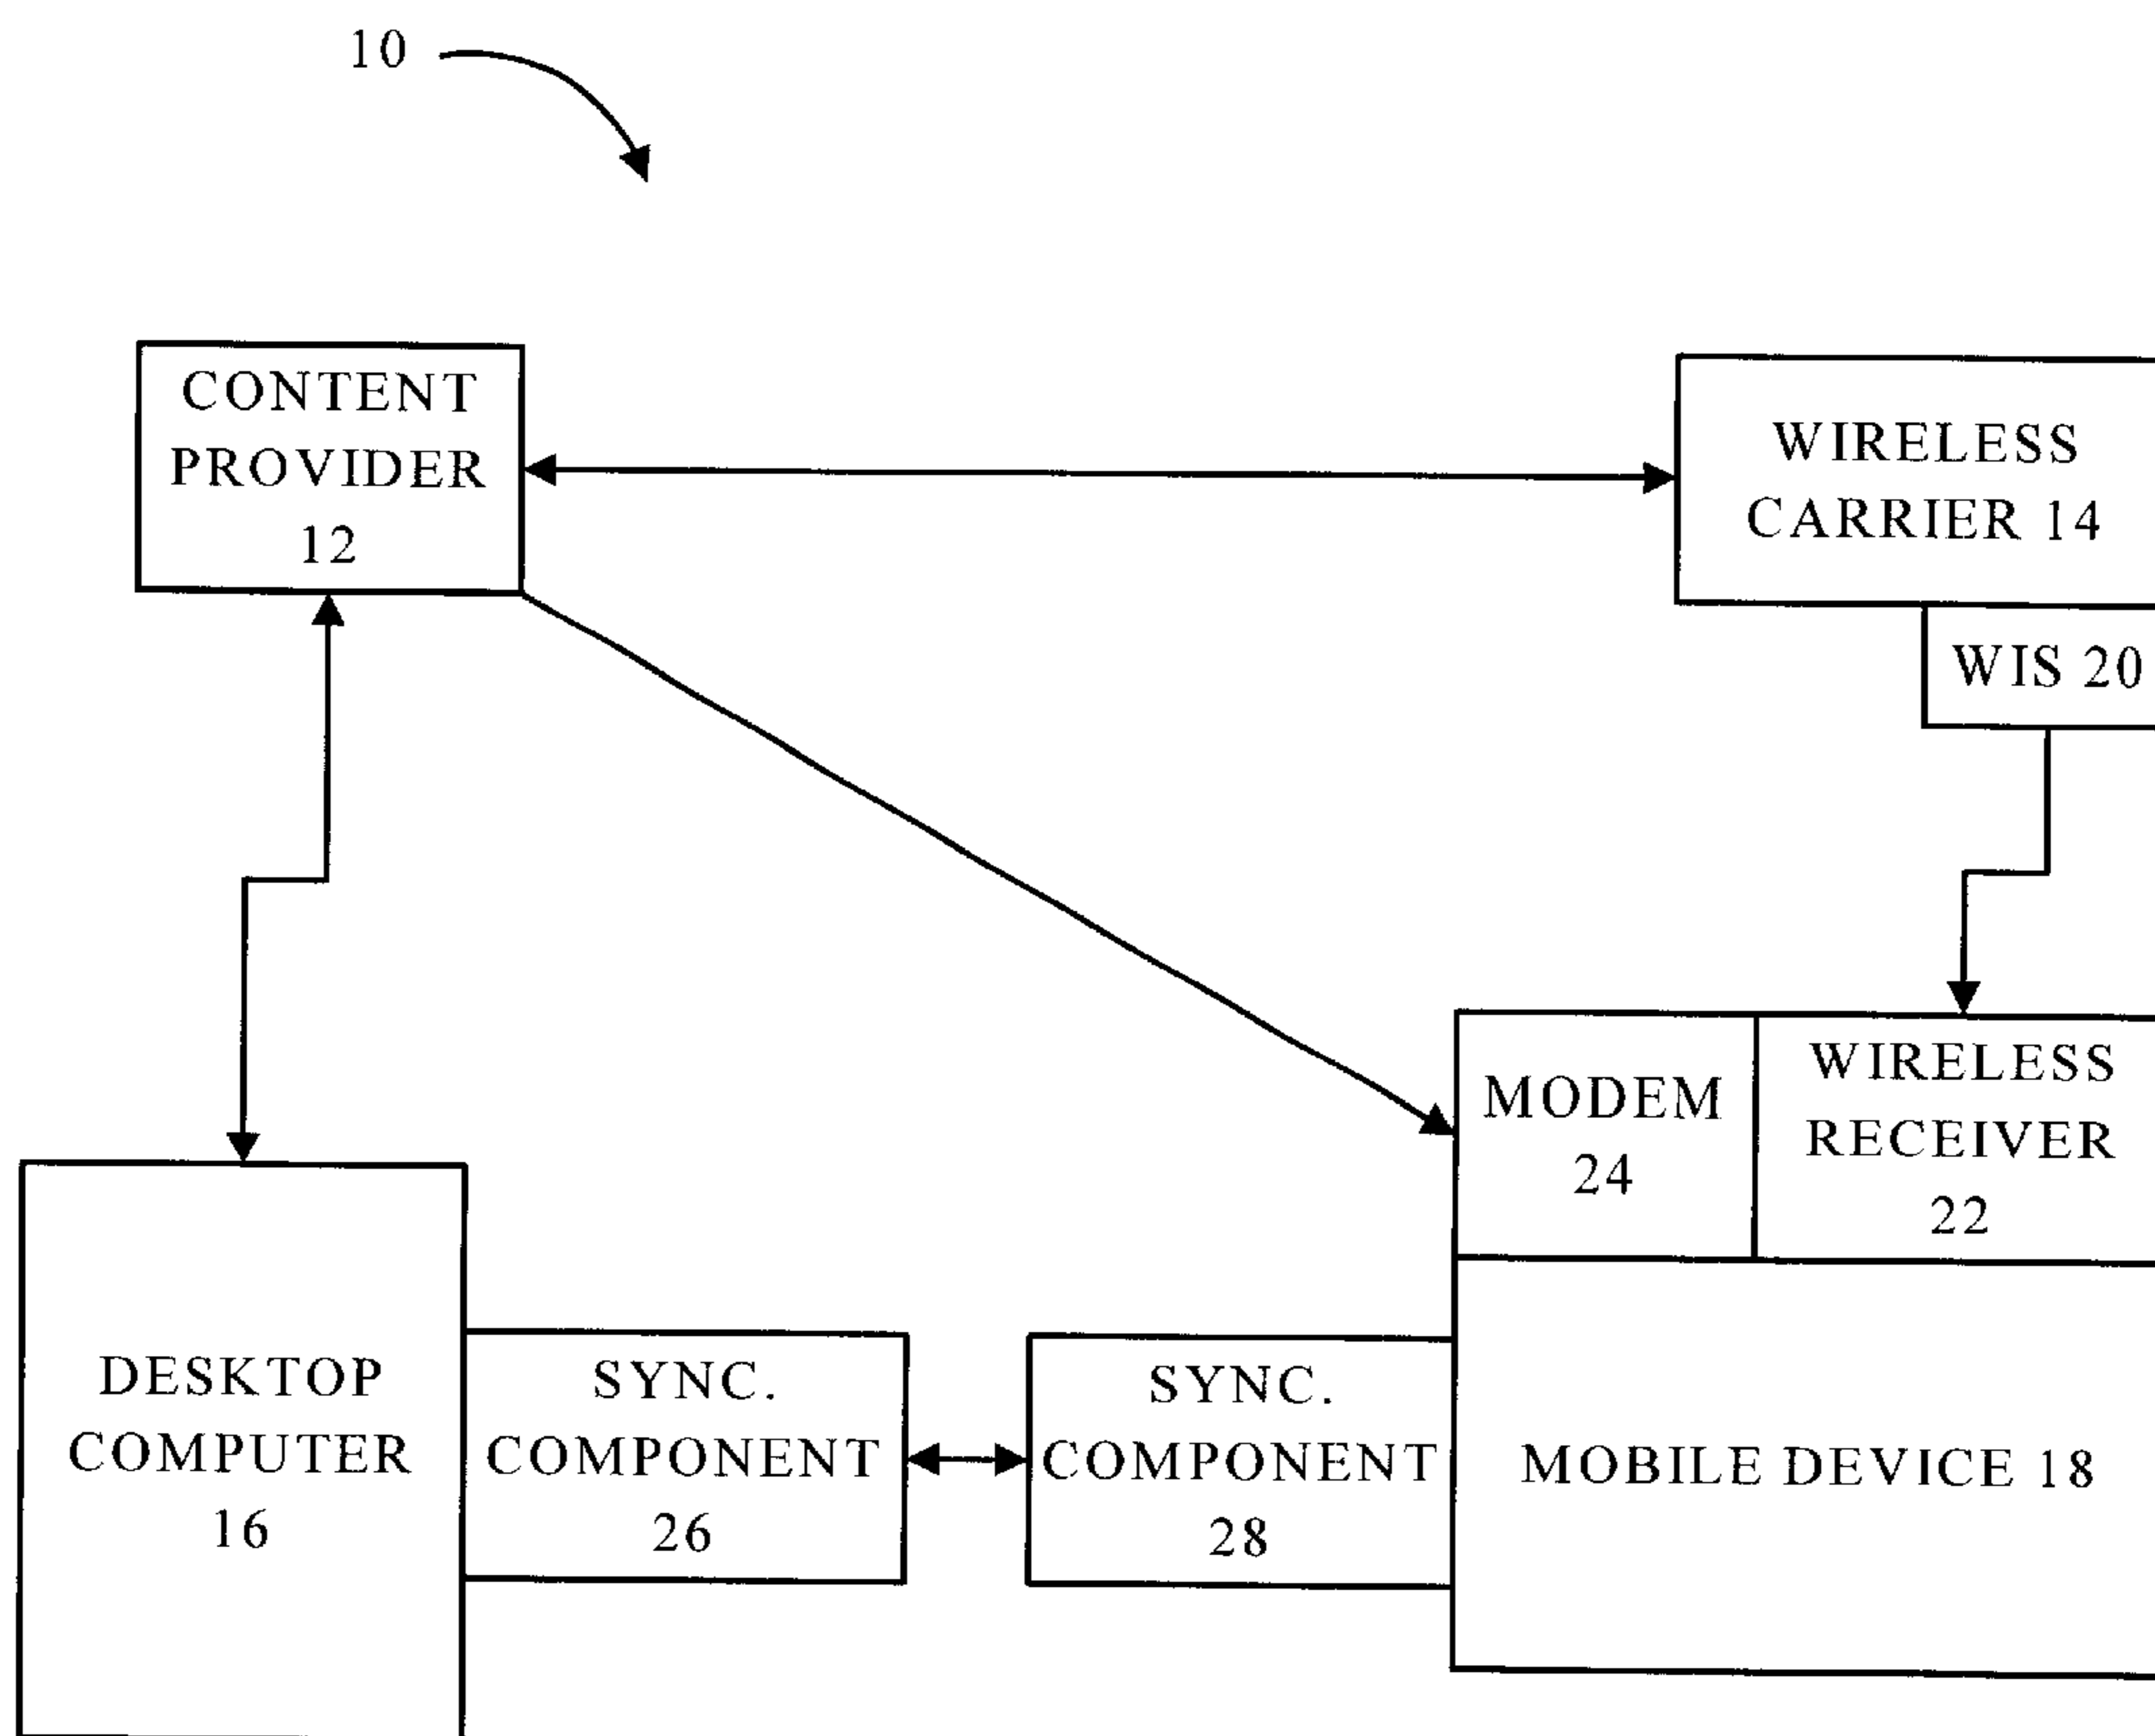 10
CONTENT
PROVIDER
12
WIRELESS
CARRIER 14
WIS 20
MODEM
24
WIRELESS
RECEIVER
22
DESKTOP
COMPUTER
16
SYNC.
COMPONENT
26
SYNC.
COMPONENT
28
MOBILE DEVICE 18